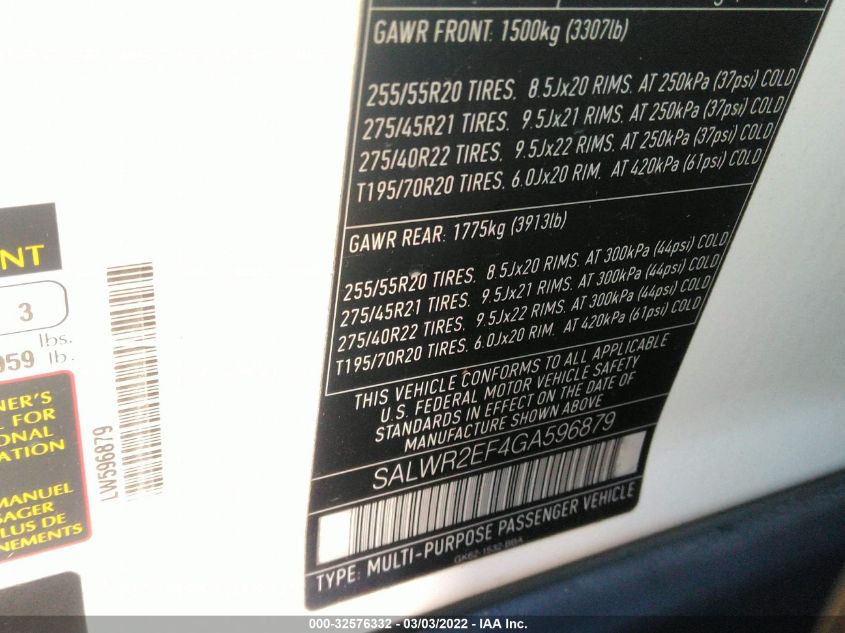 GAWR FRONT: 1500kg (3307lb)
255/55R20 TIRES. 8.5Jx20 RIMS. AT 250kPa (37psi) COLD
275/45R21 TIRES. 9.5Jx21 RIMS. AT 250kPa (37psi) COLD
275/40R22 TIRES. 9.5Jx22 RIMS. AT 250kPa (37psi) COLD
T195/70R20 TIRES. 6.0Jx20 RIM. AT 420kPa (61psi) COLD
GAWR REAR: 1775kg (3913lb)
255/55R20 TIRES. 8.5Jx20 RIMS. AT 300kPa (44psi) COLD
275/45R21 TIRES. 9.5Jx21 RIMS. AT 300kPa (44psi) COLD
275/40R22 TIRES. 9.5Jx22 RIMS. AT 300kPa (44psi) COLD
T195/70R20 TIRES. 6.0Jx20 RIM. AT 420kPa (61psi) COLD
THIS VEHICLE CONFORMS TO ALL APPLICABLE
U.S. FEDERAL MOTOR VEHICLE SAFETY
STANDARDS IN EFFECT ON THE DATE OF
MANUFACTURE SHOWN ABOVE
SALWR2EF4GA596879
TYPE: MULTI-PURPOSE PASSENGER VEHICLE
GK62-1532-BBA
NT
3
lbs.
959 lb.
NER'S
L FOR
ONAL
ATION
MANUEL
SAGER
LUS DE
NEMENTS
LW596879
000-32576332 - 03/03/2022 - IAA Inc.